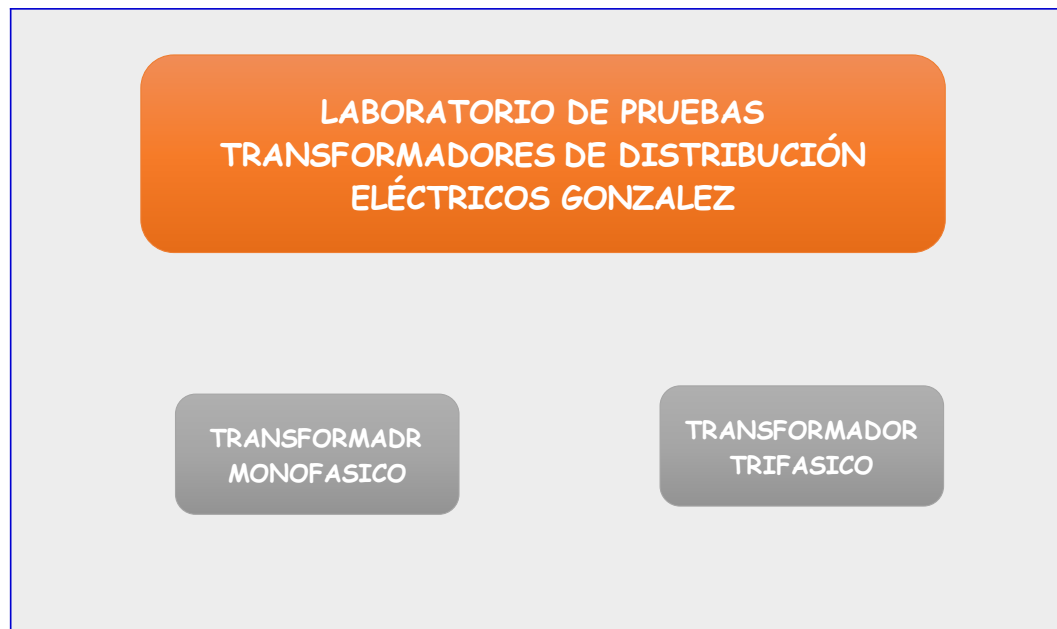 LABORATORIO DE PRUEBAS
TRANSFORMADORES DE DISTRIBUCIÓN
ELÉCTRICOS GONZALEZ
TRANSFORMADR
MONOFASICO
TRANSFORMADOR
TRIFASICO